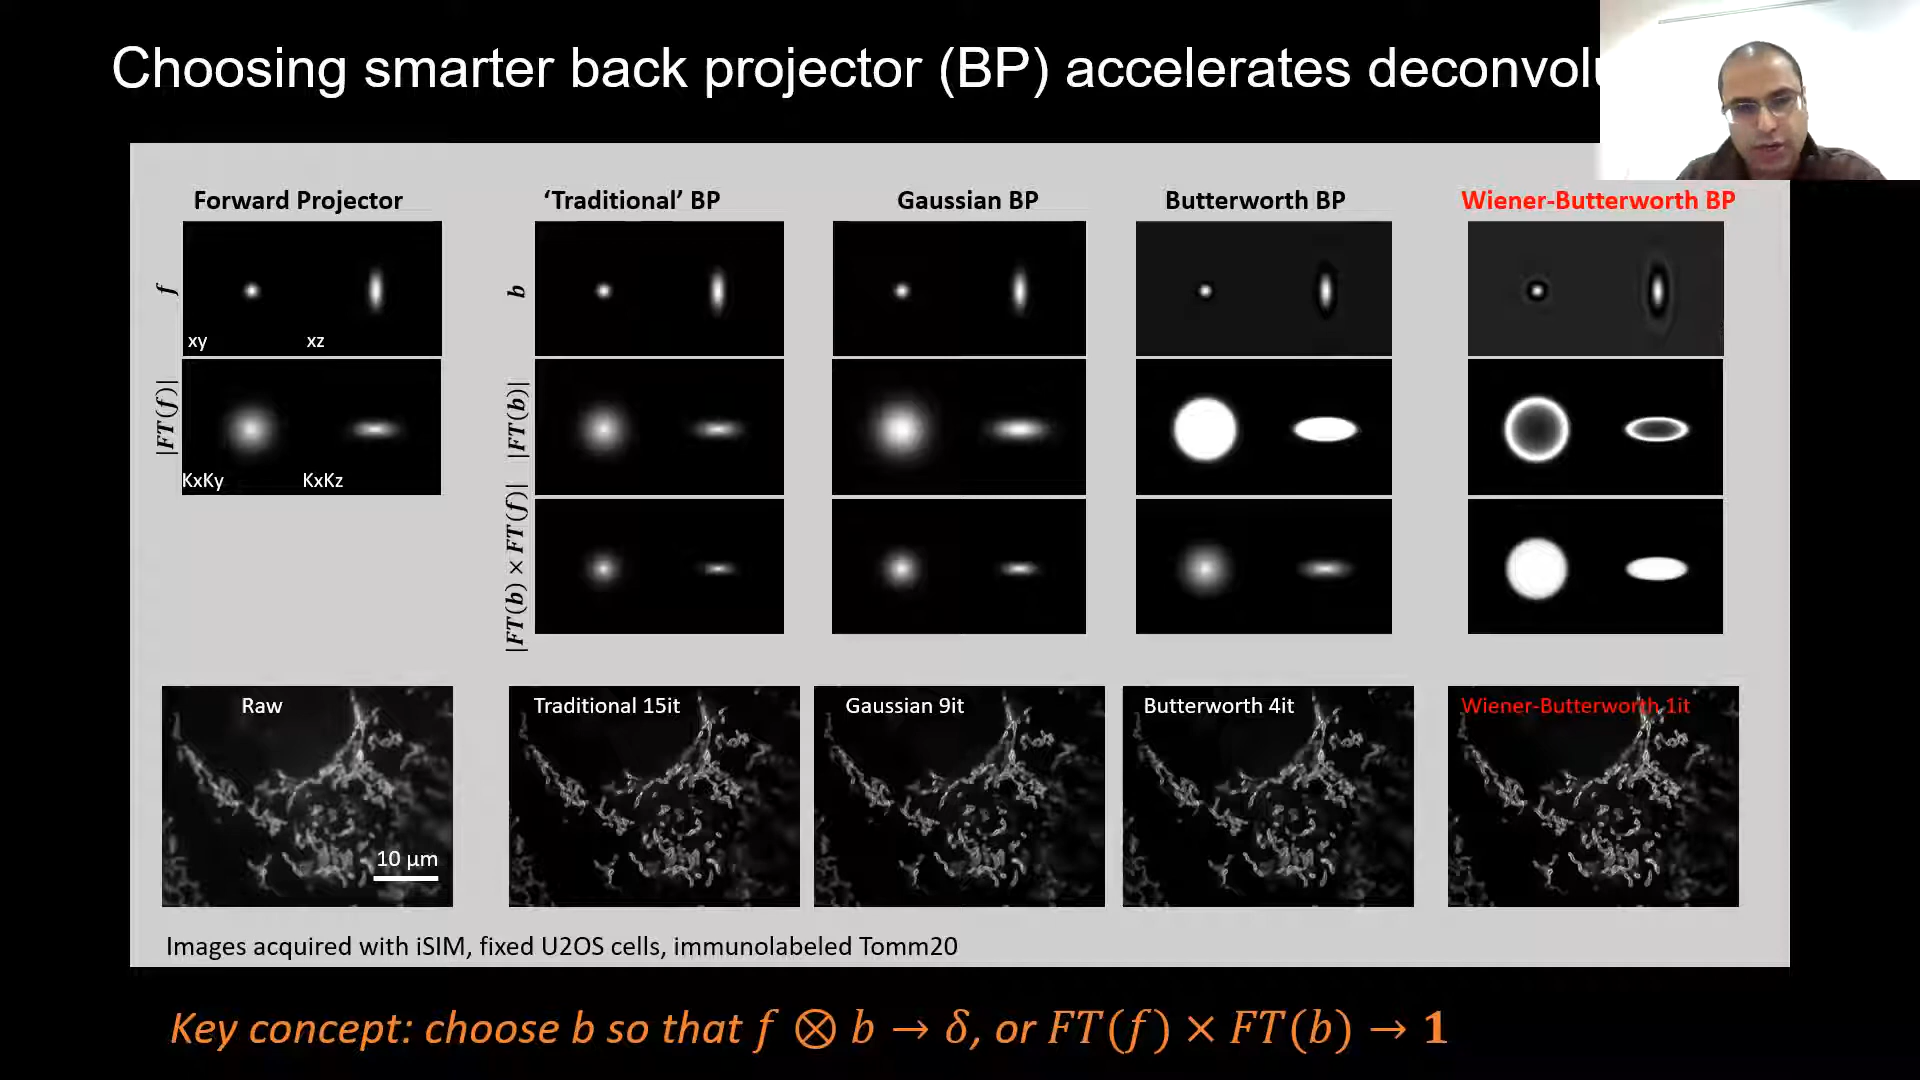 Choosing smarter back projector (BP) accelerates deconvolu
Forward Projector
‘Traditional’ BP
Gaussian BP
Butterworth BP
Wiener-Butterworth BP
f
xy
xz
b
|FT(f)|
KxKy
KxKz
|FT(b)|
|FT(b) × FT(f)|
Raw
10 μm
Traditional 15it
Gaussian 9it
Butterworth 4it
Wiener-Butterworth 1it
Images acquired with iSIM, fixed U2OS cells, immunolabeled Tomm20
Key concept: choose b so that f ⊗ b → δ, or FT(f) × FT(b) → 1